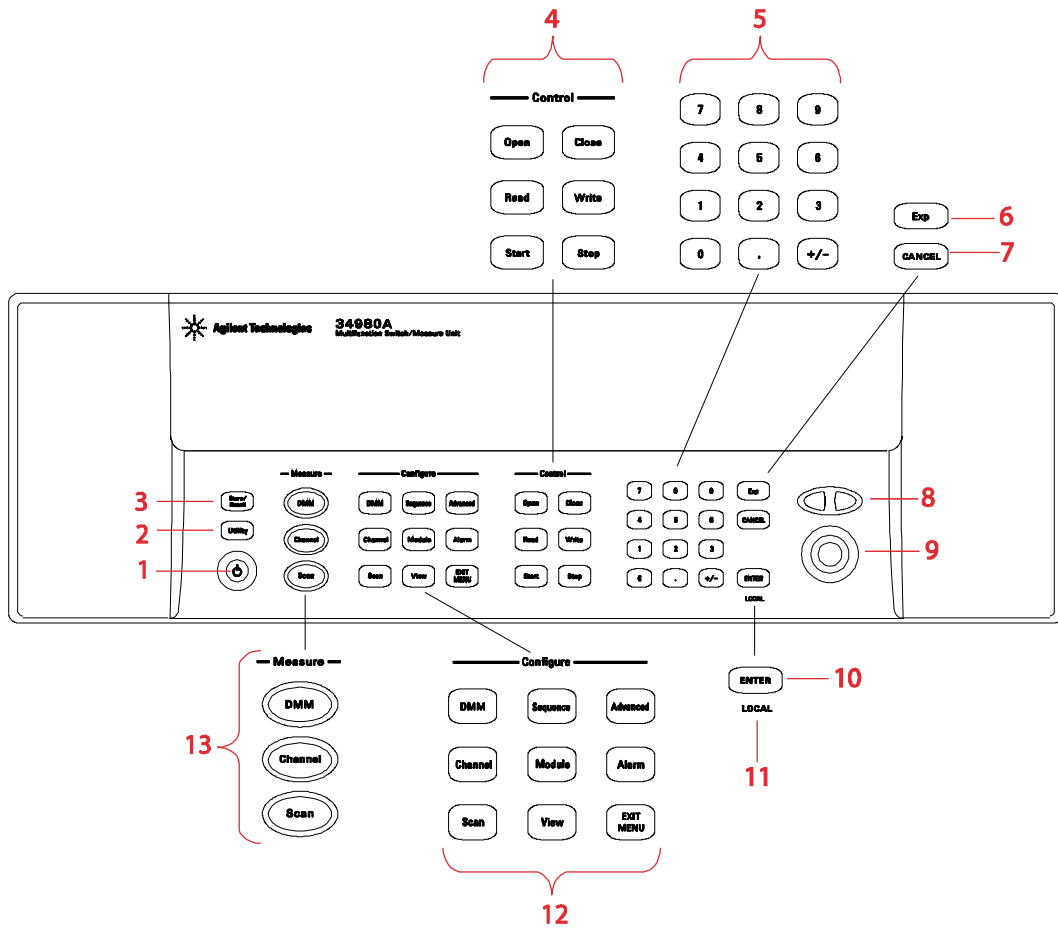 4
5
Control
Open Close
Read Write
Start Stop
7 8 9
4 5 6
1 2 3
0 . +/-
Exp
CANCEL
6
7
Agilent Technologies
34980A
Multifunction Switch/Measure Unit
3
2
1
Store/
Recall
Utility
Measure
DMM
Channel
Scan
Configure
DMM Sequence Advanced
Channel Module Alarm
Scan View EXIT
MENU
Control
Open Close
Read Write
Start Stop
7 8 9 Exp
4 5 6 CANCEL
1 2 3
0 . +/- ENTER
LOCAL
8
9
Measure
DMM
Channel
Scan
13
Configure
DMM Sequence Advanced
Channel Module Alarm
Scan View EXIT
MENU
12
ENTER
LOCAL
10
11